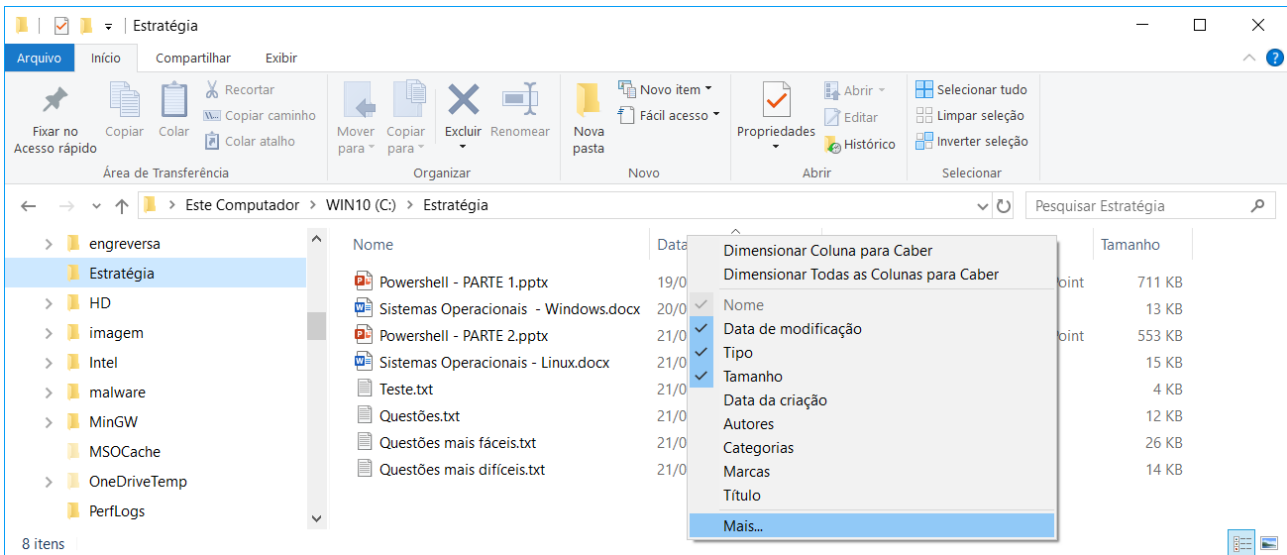 Estratégia
Arquivo Início Compartilhar Exibir
Fixar no
Acesso rápido
Copiar
Colar
Recortar
Copiar caminho
Colar atalho
Área de Transferência
Mover
para
Copiar
para
Excluir
Renomear
Organizar
Nova
pasta
Novo item
Fácil acesso
Novo
Propriedades
Abrir
Editar
Histórico
Abrir
Selecionar tudo
Limpar seleção
Inverter seleção
Selecionar
Este Computador > WIN10 (C:) > Estratégia
Pesquisar Estratégia
engreversa
Estratégia
HD
imagem
Intel
malware
MinGW
MSOCache
OneDriveTemp
PerfLogs
Nome Data Tamanho
Powershell - PARTE 1.pptx 19/0 oint 711 KB
Sistemas Operacionais - Windows.docx 20/0 13 KB
Powershell - PARTE 2.pptx 21/0 oint 553 KB
Sistemas Operacionais - Linux.docx 21/0 15 KB
Teste.txt 21/0 4 KB
Questões.txt 21/0 12 KB
Questões mais fáceis.txt 21/0 26 KB
Questões mais difíceis.txt 21/0 14 KB
Dimensionar Coluna para Caber
Dimensionar Todas as Colunas para Caber
Nome
Data de modificação
Tipo
Tamanho
Data da criação
Autores
Categorias
Marcas
Título
Mais...
8 itens